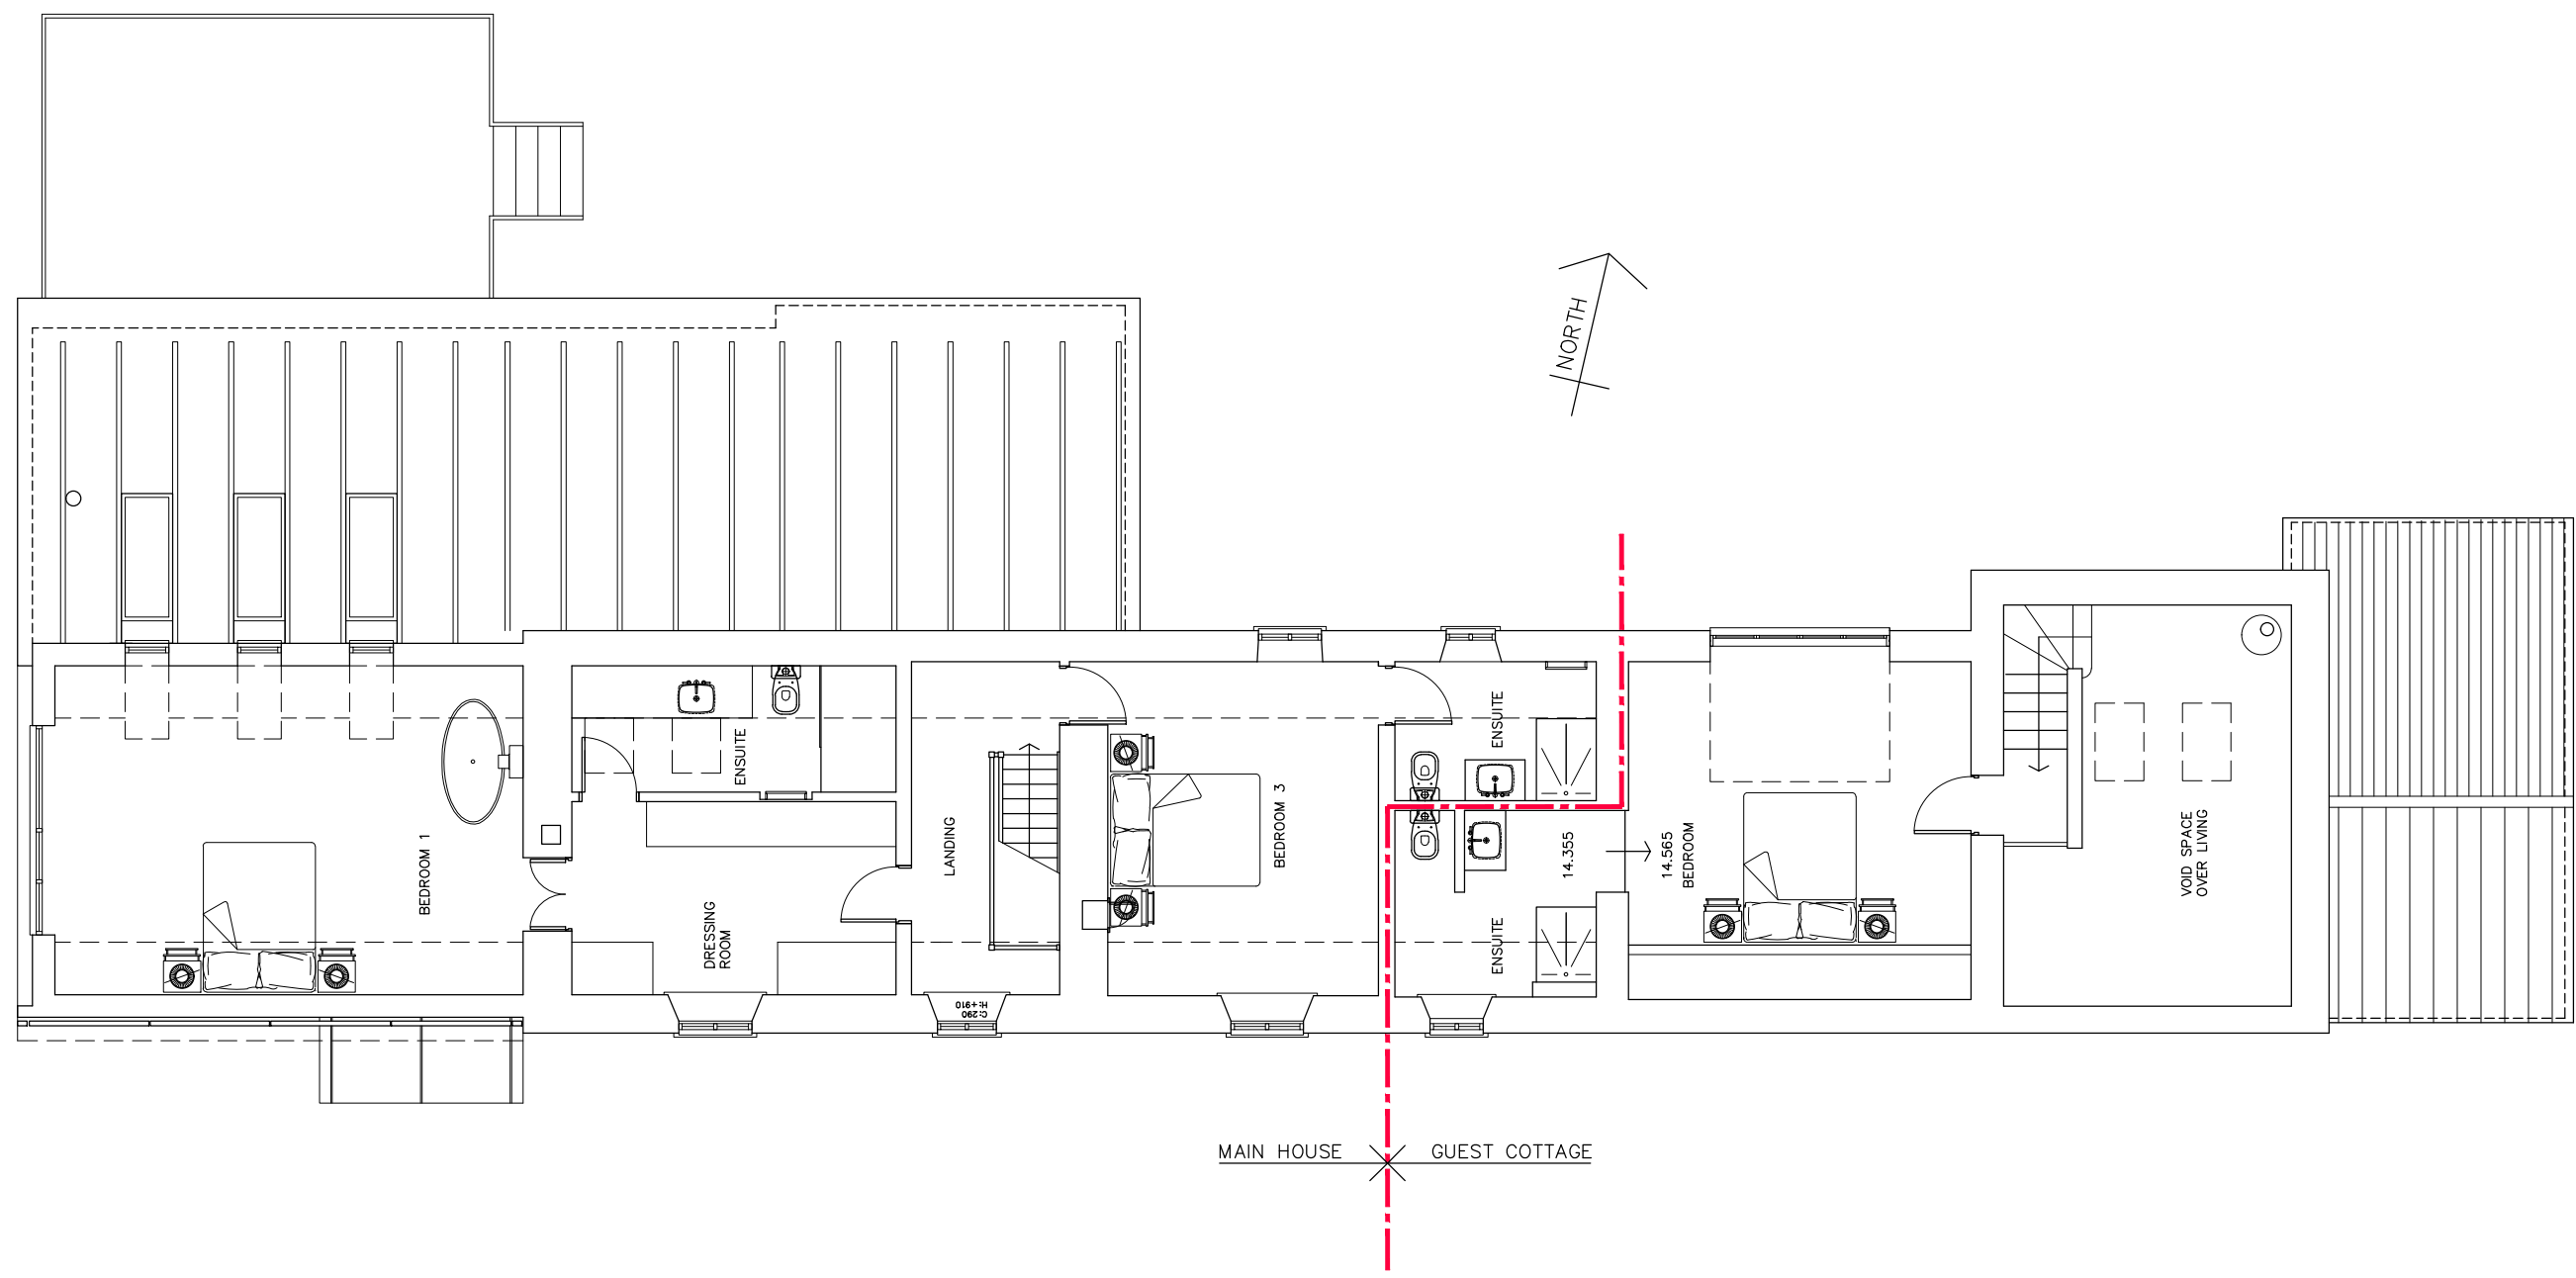 NORTH
ENSUITE
BEDROOM 1
DRESSING
ROOM
LANDING
C:290
H:+910
BEDROOM 3
ENSUITE
ENSUITE
14.355
14.565
BEDROOM
VOID SPACE
OVER LIVING
MAIN HOUSE
GUEST COTTAGE